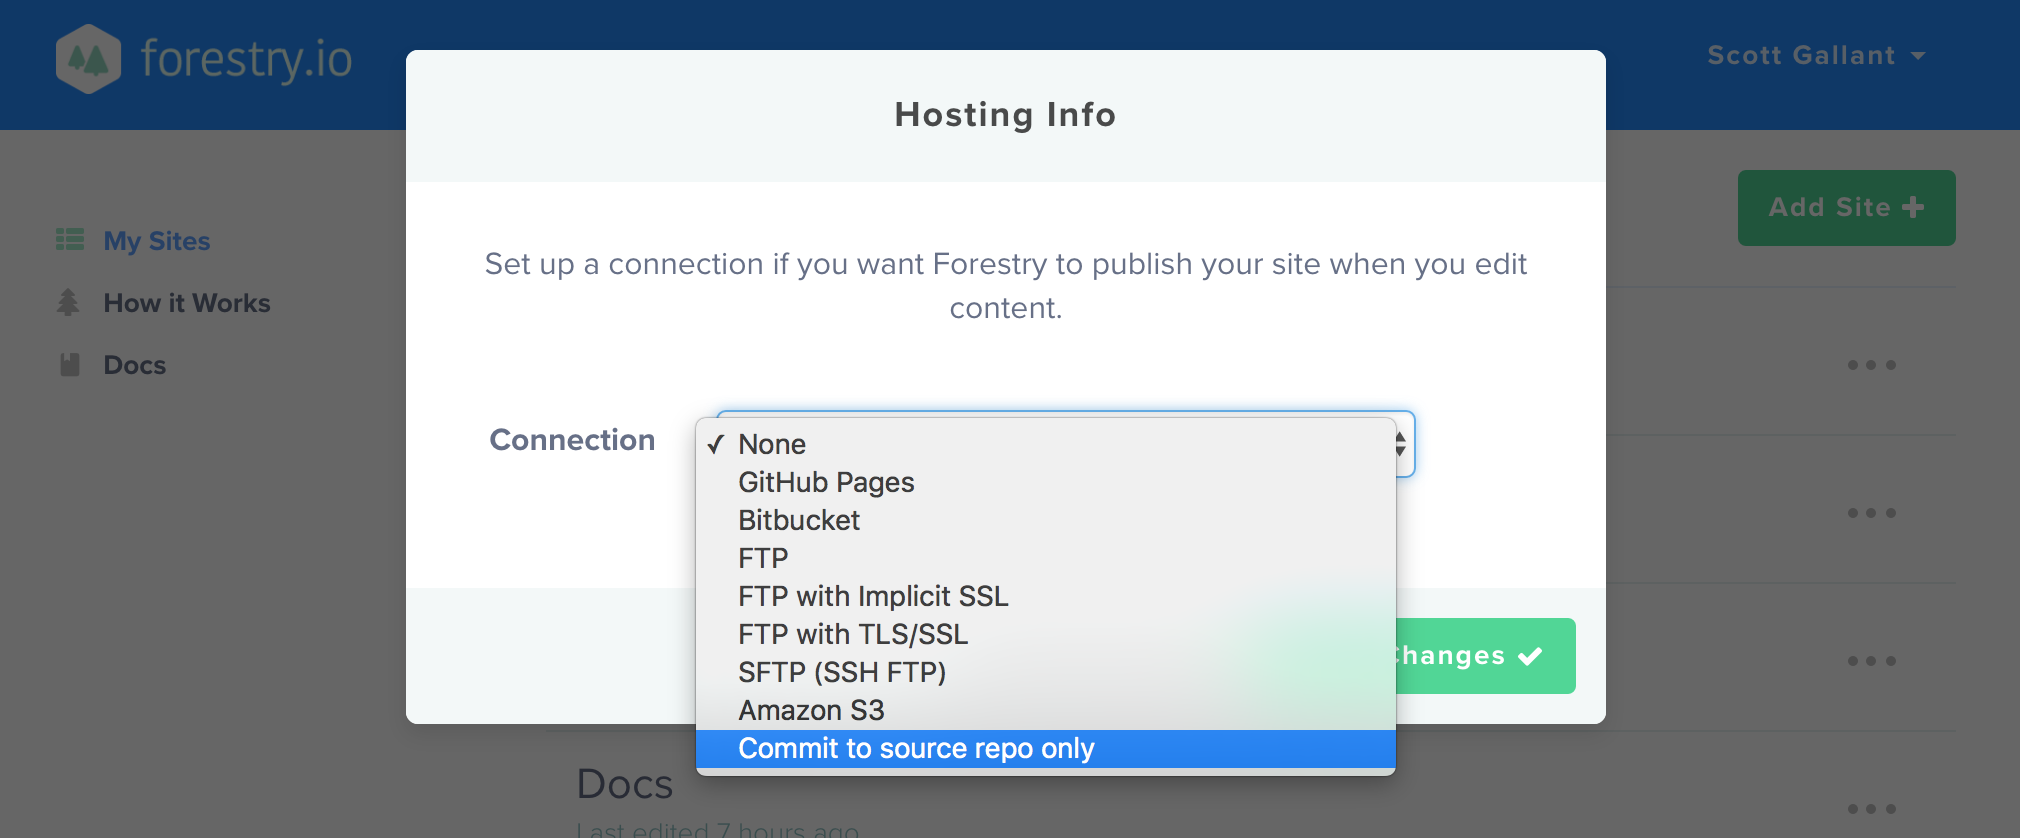 forestry.io
Scott Gallant
Hosting Info
Add Site
My Sites
How it Works
Docs
Set up a connection if you want Forestry to publish your site when you edit
content.
Connection
None
GitHub Pages
Bitbucket
FTP
FTP with Implicit SSL
FTP with TLS/SSL
SFTP (SSH FTP)
Amazon S3
Commit to source repo only
Changes
Docs
Last edited 7 hours ago